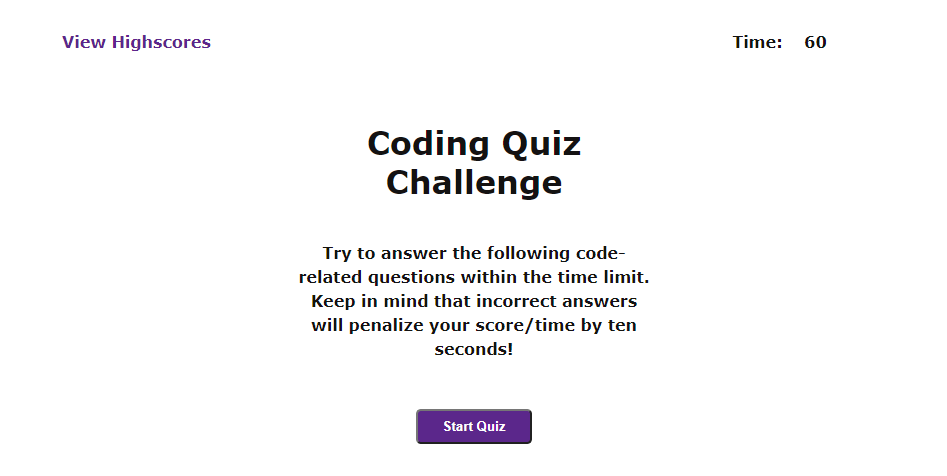 View Highscores
Time: 60
Coding Quiz
Challenge
Try to answer the following code-
related questions within the time limit.
Keep in mind that incorrect answers
will penalize your score/time by ten
seconds!
Start Quiz